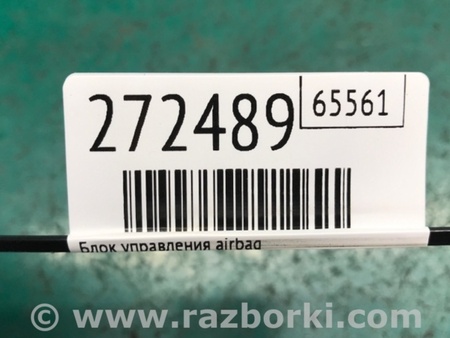 272489 65561
Блок управления airbag
© www.razborki.com